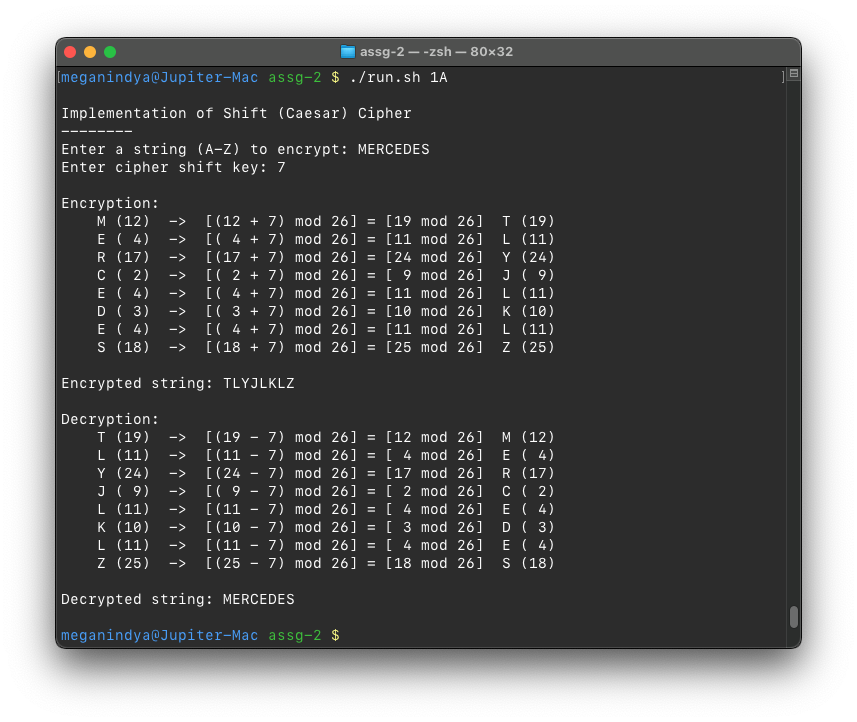 assg-2 — -zsh — 80×32
[meganindya@Jupiter-Mac assg-2 $ ./run.sh 1A ]
Implementation of Shift (Caesar) Cipher
--------
Enter a string (A-Z) to encrypt: MERCEDES
Enter cipher shift key: 7
Encryption:
    M (12)  ->  [(12 + 7) mod 26] = [19 mod 26]  T (19)
    E ( 4)  ->  [( 4 + 7) mod 26] = [11 mod 26]  L (11)
    R (17)  ->  [(17 + 7) mod 26] = [24 mod 26]  Y (24)
    C ( 2)  ->  [( 2 + 7) mod 26] = [ 9 mod 26]  J ( 9)
    E ( 4)  ->  [( 4 + 7) mod 26] = [11 mod 26]  L (11)
    D ( 3)  ->  [( 3 + 7) mod 26] = [10 mod 26]  K (10)
    E ( 4)  ->  [( 4 + 7) mod 26] = [11 mod 26]  L (11)
    S (18)  ->  [(18 + 7) mod 26] = [25 mod 26]  Z (25)
Encrypted string: TLYJLKLZ
Decryption:
    T (19)  ->  [(19 - 7) mod 26] = [12 mod 26]  M (12)
    L (11)  ->  [(11 - 7) mod 26] = [ 4 mod 26]  E ( 4)
    Y (24)  ->  [(24 - 7) mod 26] = [17 mod 26]  R (17)
    J ( 9)  ->  [( 9 - 7) mod 26] = [ 2 mod 26]  C ( 2)
    L (11)  ->  [(11 - 7) mod 26] = [ 4 mod 26]  E ( 4)
    K (10)  ->  [(10 - 7) mod 26] = [ 3 mod 26]  D ( 3)
    L (11)  ->  [(11 - 7) mod 26] = [ 4 mod 26]  E ( 4)
    Z (25)  ->  [(25 - 7) mod 26] = [18 mod 26]  S (18)
Decrypted string: MERCEDES
meganindya@Jupiter-Mac assg-2 $